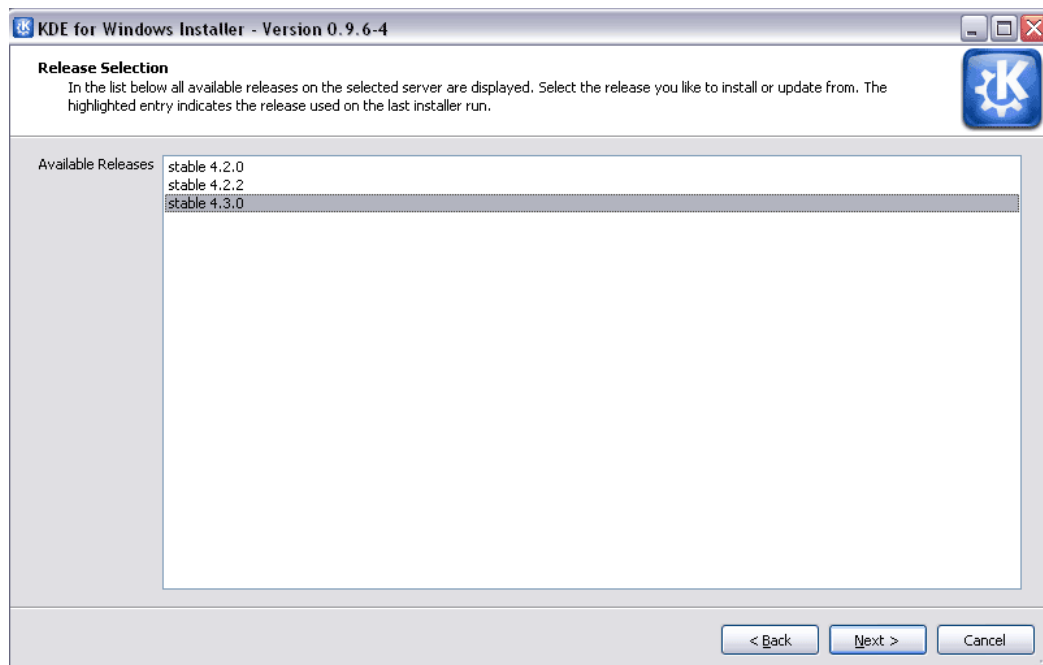 KDE for Windows Installer - Version 0.9.6-4
Release Selection
In the list below all available releases on the selected server are displayed. Select the release you like to install or update from. The
highlighted entry indicates the release used on the last installer run.
Available Releases
stable 4.2.0
stable 4.2.2
stable 4.3.0
< Back
Next >
Cancel